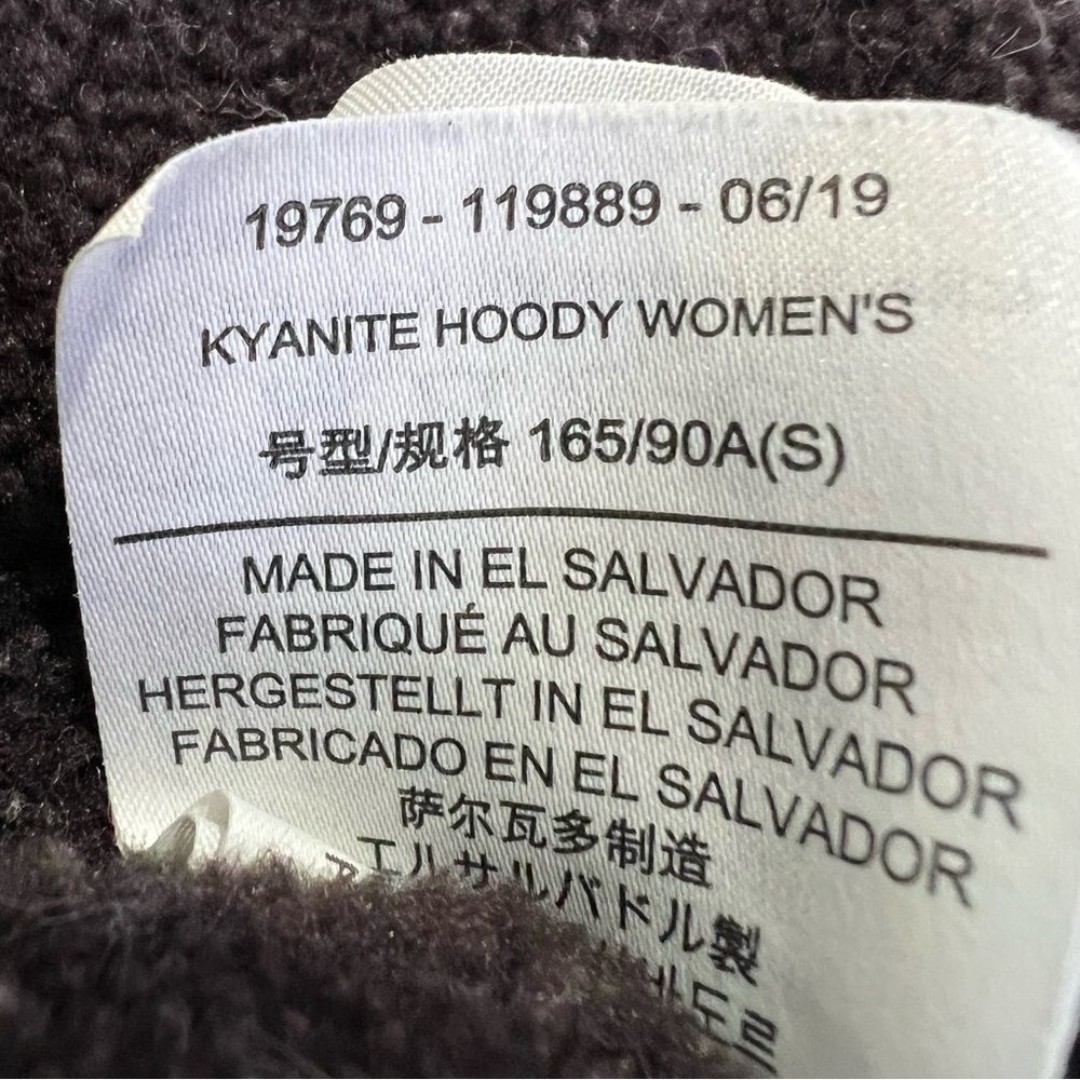 19769 - 119889 - 06/19
KYANITE HOODY WOMEN'S
号型/规格 165/90A(S)
MADE IN EL SALVADOR
FABRIQUÉ AU SALVADOR
HERGESTELLT IN EL SALVADOR
FABRICADO EN EL SALVADOR
萨尔瓦多制造
エルサルバドル製